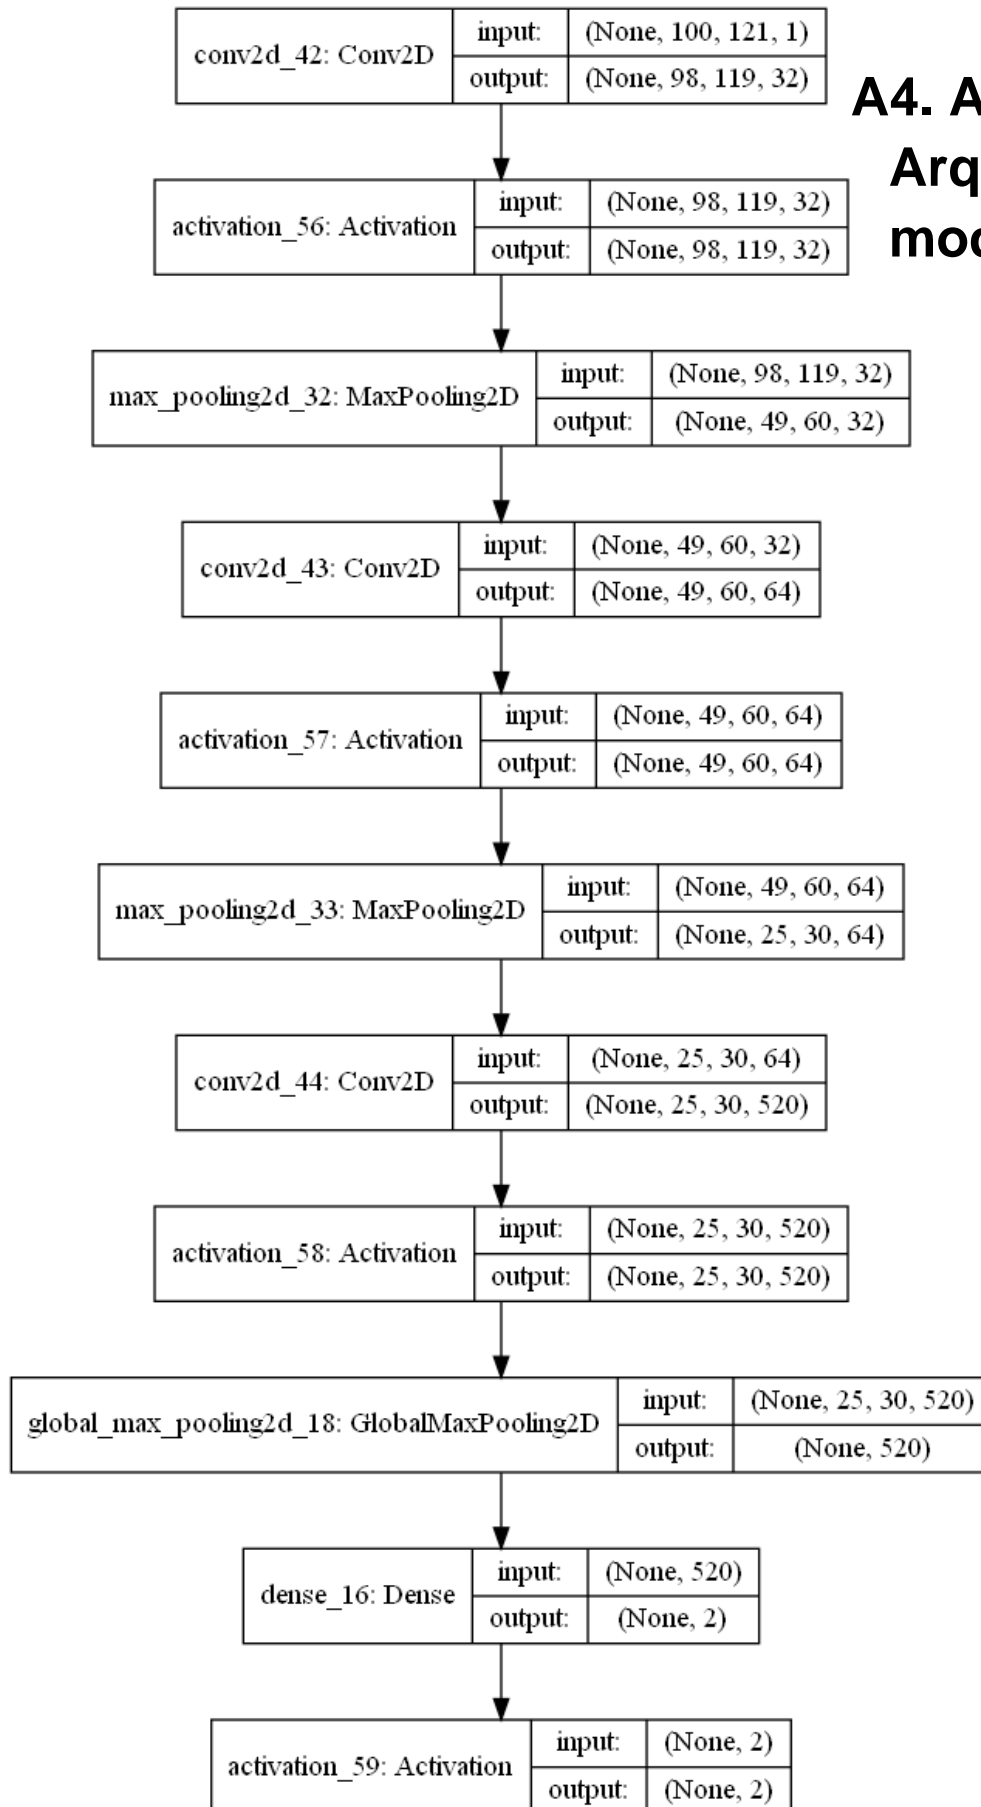 conv2d_42: Conv2D
input: (None, 100, 121, 1)
output: (None, 98, 119, 32)
A4. A
Arq
activation_56: Activation
input: (None, 98, 119, 32)
output: (None, 98, 119, 32)
max_pooling2d_32: MaxPooling2D
input: (None, 98, 119, 32)
output: (None, 49, 60, 32)
conv2d_43: Conv2D
input: (None, 49, 60, 32)
output: (None, 49, 60, 64)
activation_57: Activation
input: (None, 49, 60, 64)
output: (None, 49, 60, 64)
max_pooling2d_33: MaxPooling2D
input: (None, 49, 60, 64)
output: (None, 25, 30, 64)
conv2d_44: Conv2D
input: (None, 25, 30, 64)
output: (None, 25, 30, 520)
activation_58: Activation
input: (None, 25, 30, 520)
output: (None, 25, 30, 520)
global_max_pooling2d_18: GlobalMaxPooling2D
input: (None, 25, 30, 520)
output: (None, 520)
dense_16: Dense
input: (None, 520)
output: (None, 2)
activation_59: Activation
input: (None, 2)
output: (None, 2)